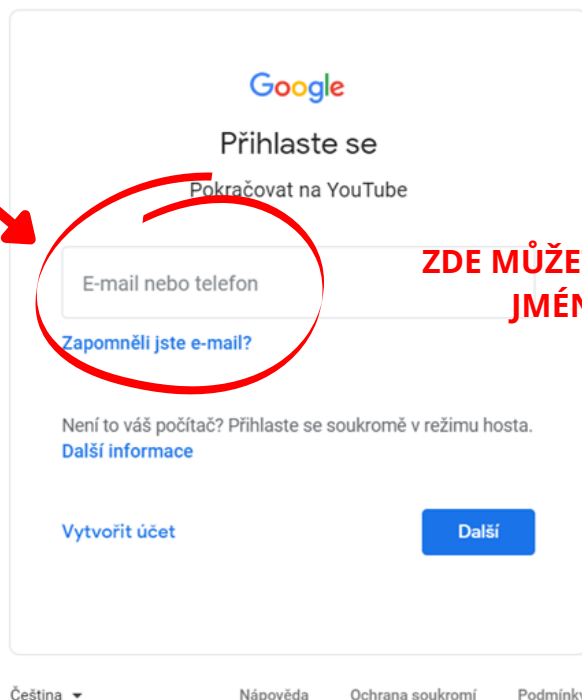 Google
Přihlaste se
Pokračovat na YouTube
ZDE MŮŽE
E-mail nebo telefon
JMÉN
Zapomněli jste e-mail?
Není to váš počítač? Přihlaste se soukromě v režimu hosta.
Další informace
Vytvořit účet
Další
Čeština
Nápověda
Ochrana soukromí
Podmínky